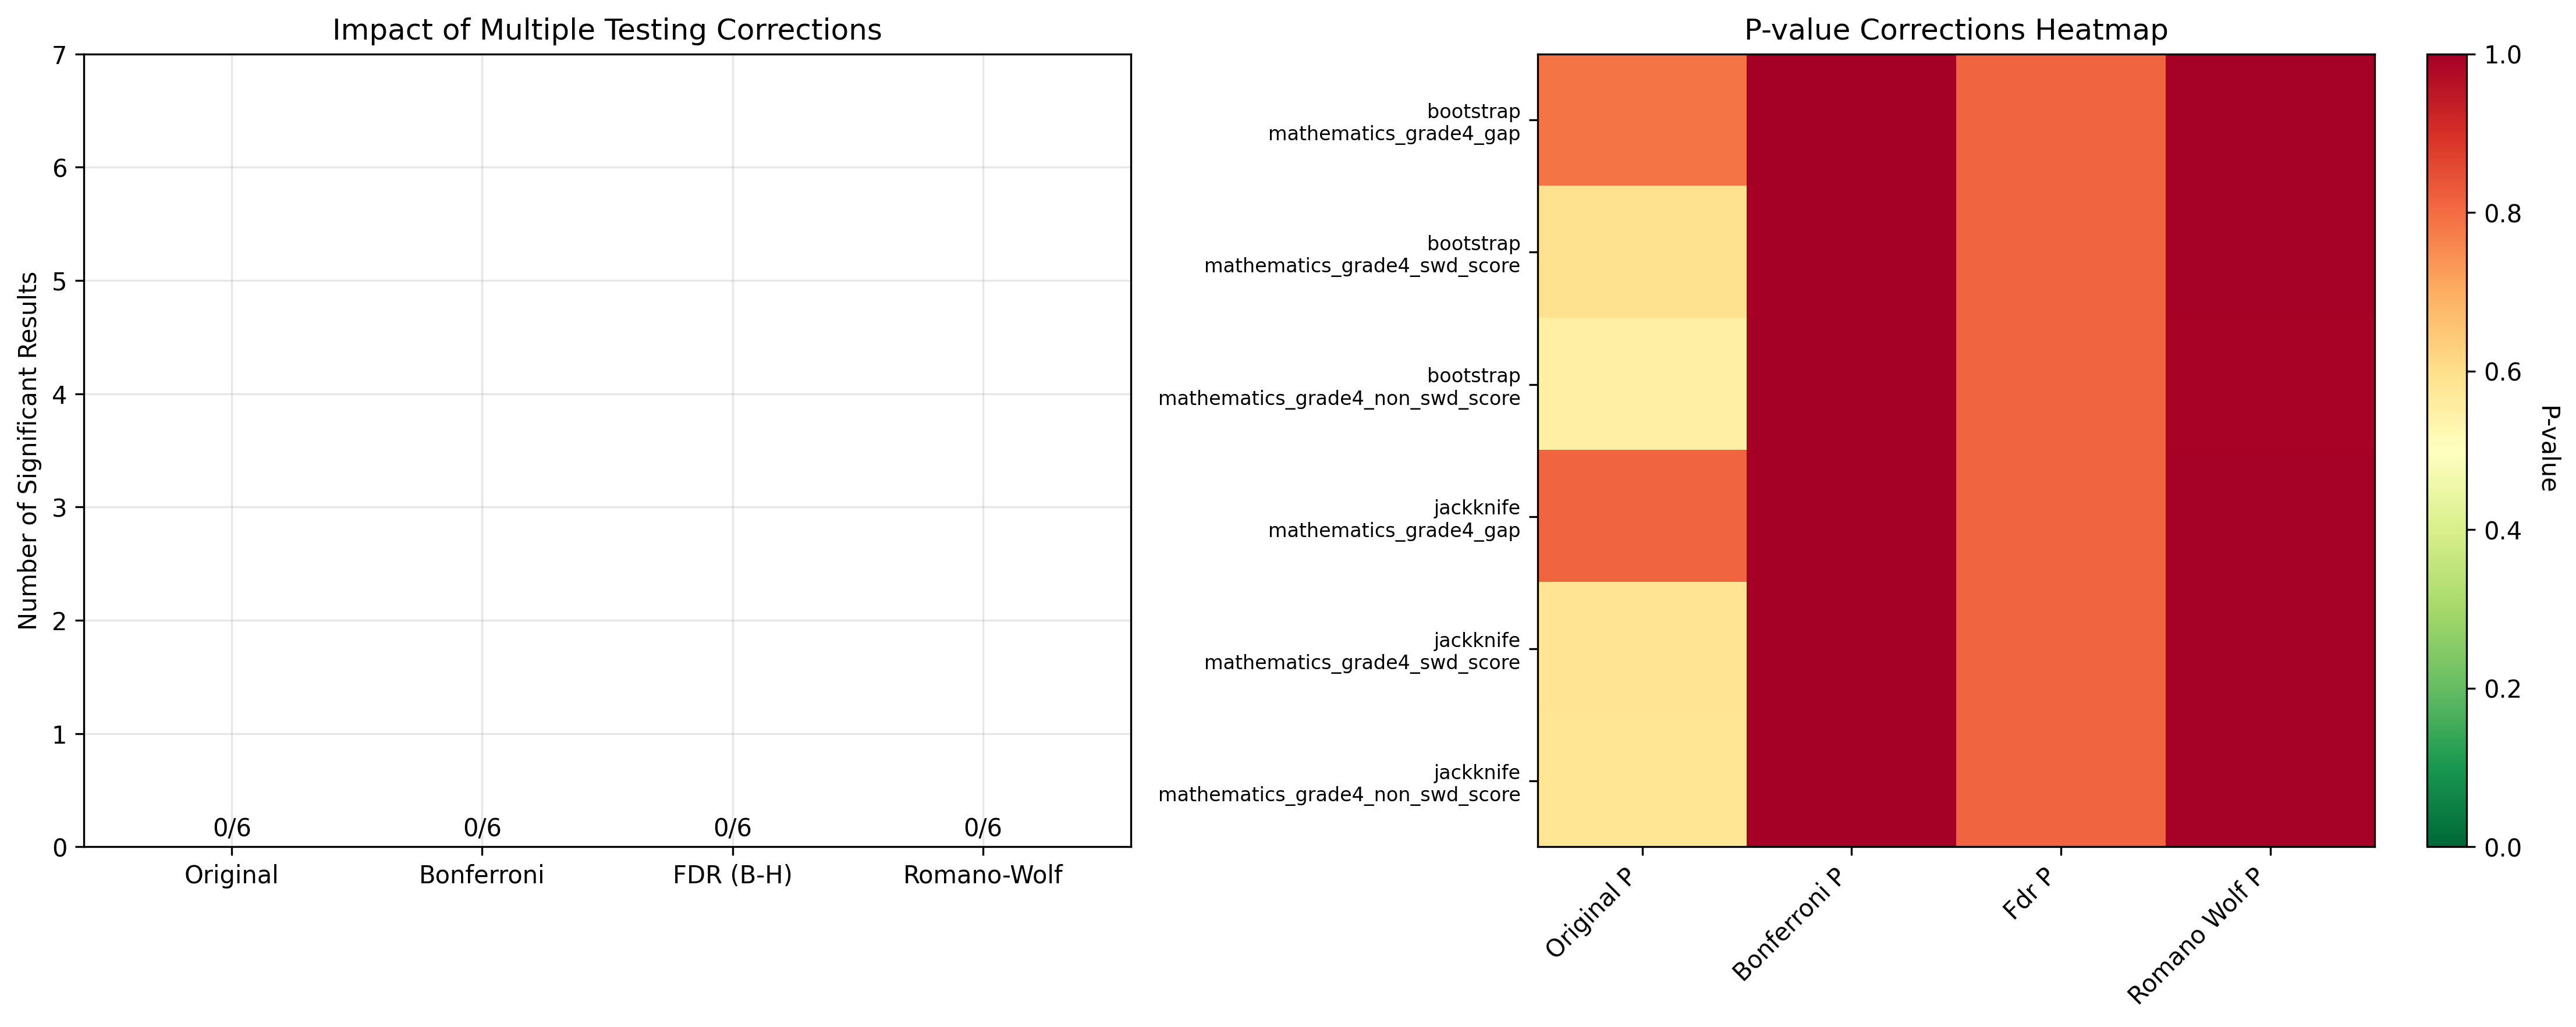 Impact of Multiple Testing Corrections
Number of Significant Results
7
6
5
4
3
2
1
0
0/6
0/6
0/6
0/6
Original
Bonferroni
FDR (B-H)
Romano-Wolf
P-value Corrections Heatmap
bootstrap
mathematics_grade4_gap
bootstrap
mathematics_grade4_swd_score
bootstrap
mathematics_grade4_non_swd_score
jackknife
mathematics_grade4_gap
jackknife
mathematics_grade4_swd_score
jackknife
mathematics_grade4_non_swd_score
Original P
Bonferroni P
Fdr P
Romano Wolf P
1.0
0.8
0.6
0.4
0.2
0.0
P-value